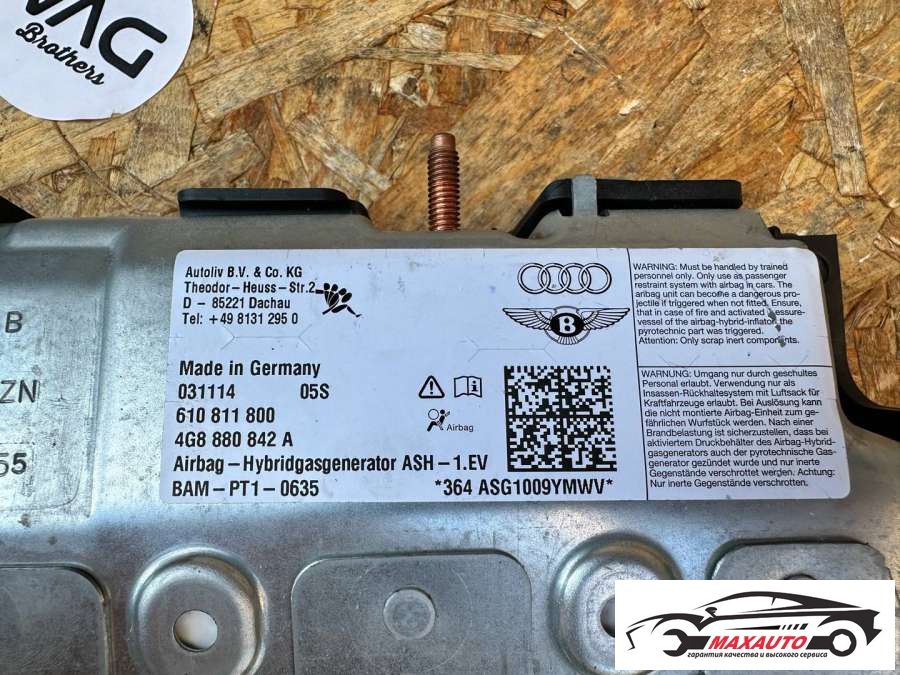 VAG
Brothers
B
ZN
55
Autoliv B.V. & Co. KG
Theodor-Heuss-Str.2
D - 85221 Dachau
Tel: +49 8131 295 0
Made in Germany
031114 05S
610 811 800
4G8 880 842 A
Airbag-Hybridgasgenerator ASH-1.EV
BAM-PT1-0635
*364 ASG1009YMWV*
Airbag
B
WARNING: Must be handled by trained
personnel only. Only use as passenger
restraint system with airbag in cars. The
airbag unit can become a dangerous pro-
jectile if triggered when not fitted. Ensure,
that in case of fire and activated pressure-
vessel of the airbag-hybrid-inflator the
pyrotechnic part was triggered.
Attention: Only scrap inert components.
WARNUNG: Umgang nur durch geschultes
Personal erlaubt. Verwendung nur als
Insassen-Rückhaltesystem mit Luftsack für
Kraftfahrzeuge erlaubt. Bei Auslösung kann
die nicht montierte Airbag-Einheit zum ge-
fährlichen Wurfstück werden. Nach einer
Brandbelastung ist sicherzustellen, dass bei
aktiviertem Druckbehälter des Airbag-Hybrid-
gasgenerators auch der pyrotechnische Gas-
generator gezündet wurde und nur inerte
Gegenstände verschrotten werden. Achtung:
Nur inerte Gegenstände verschrotten.
MAXAUTO
гарантия качества и высокого сервиса